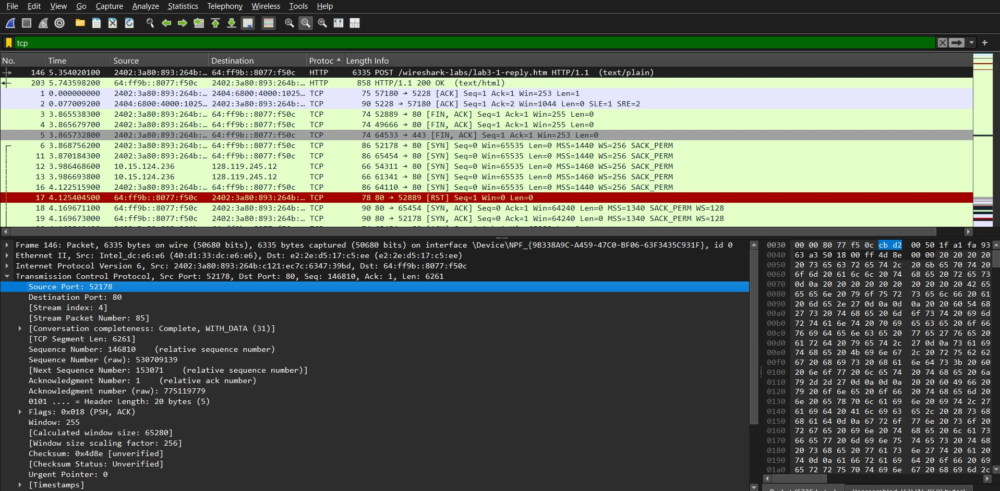 File Edit View Go Capture Analyze Statistics Telephony Wireless Tools Help
tcp
No. Time Source Destination Protoc Length Info
146 5.354020100 2402:3a80:893:264b:… 64:ff9b::8077:f50c HTTP 6335 POST /wireshark-labs/lab3-1-reply.htm HTTP/1.1  (text/plain)
203 5.743598200 64:ff9b::8077:f50c 2402:3a80:893:264b:… HTTP 858 HTTP/1.1 200 OK  (text/html)
1 0.000000000 2402:3a80:893:264b:… 2404:6800:4000:1025… TCP 75 57180 → 5228 [ACK] Seq=1 Ack=1 Win=253 Len=1
2 0.077009200 2404:6800:4000:1025… 2402:3a80:893:264b:… TCP 90 5228 → 57180 [ACK] Seq=1 Ack=2 Win=1044 Len=0 SLE=1 SRE=2
3 3.865538300 2402:3a80:893:264b:… 64:ff9b::8077:f50c TCP 74 52889 → 80 [FIN, ACK] Seq=1 Ack=1 Win=255 Len=0
4 3.865679700 2402:3a80:893:264b:… 64:ff9b::8077:f50c TCP 74 49666 → 80 [FIN, ACK] Seq=1 Ack=1 Win=255 Len=0
5 3.865732800 2402:3a80:893:264b:… 64:ff9b::8077:f50c TCP 74 64533 → 443 [FIN, ACK] Seq=1 Ack=1 Win=253 Len=0
6 3.868756200 2402:3a80:893:264b:… 64:ff9b::8077:f50c TCP 86 52178 → 80 [SYN] Seq=0 Win=65535 Len=0 MSS=1440 WS=256 SACK_PERM
11 3.870184300 2402:3a80:893:264b:… 64:ff9b::8077:f50c TCP 86 65454 → 80 [SYN] Seq=0 Win=65535 Len=0 MSS=1440 WS=256 SACK_PERM
12 3.986468600 10.15.124.236 128.119.245.12 TCP 66 54311 → 80 [SYN] Seq=0 Win=65535 Len=0 MSS=1460 WS=256 SACK_PERM
13 3.986693800 10.15.124.236 128.119.245.12 TCP 66 61341 → 80 [SYN] Seq=0 Win=65535 Len=0 MSS=1460 WS=256 SACK_PERM
16 4.122515900 2402:3a80:893:264b:… 64:ff9b::8077:f50c TCP 86 64110 → 80 [SYN] Seq=0 Win=65535 Len=0 MSS=1440 WS=256 SACK_PERM
17 4.125404500 64:ff9b::8077:f50c 2402:3a80:893:264b:… TCP 78 80 → 52889 [RST] Seq=1 Win=0 Len=0
18 4.169671100 64:ff9b::8077:f50c 2402:3a80:893:264b:… TCP 90 80 → 65454 [SYN, ACK] Seq=0 Ack=1 Win=64240 Len=0 MSS=1340 SACK_PERM WS=128
19 4.169673000 64:ff9b::8077:f50c 2402:3a80:893:264b:… TCP 90 80 → 52178 [SYN, ACK] Seq=0 Ack=1 Win=64240 Len=0 MSS=1340 SACK_PERM WS=128
Frame 146: Packet, 6335 bytes on wire (50680 bits), 6335 bytes captured (50680 bits) on interface \Device\NPF_{9B338A9C-A459-47C0-BF06-63F3435C931F}, id 0
Ethernet II, Src: Intel_dc:e6:e6 (40:d1:33:dc:e6:e6), Dst: e2:2e:d5:17:c5:ee (e2:2e:d5:17:c5:ee)
Internet Protocol Version 6, Src: 2402:3a80:893:264b:c121:ec7c:6347:39bd, Dst: 64:ff9b::8077:f50c
Transmission Control Protocol, Src Port: 52178, Dst Port: 80, Seq: 146810, Ack: 1, Len: 6261
Source Port: 52178
Destination Port: 80
[Stream index: 4]
[Stream Packet Number: 85]
[Conversation completeness: Complete, WITH_DATA (31)]
[TCP Segment Len: 6261]
Sequence Number: 146810    (relative sequence number)
Sequence Number (raw): 530709139
[Next Sequence Number: 153071    (relative sequence number)]
Acknowledgment Number: 1    (relative ack number)
Acknowledgment number (raw): 775119779
0101 .... = Header Length: 20 bytes (5)
Flags: 0x018 (PSH, ACK)
Window: 255
[Calculated window size: 65280]
[Window size scaling factor: 256]
Checksum: 0x4d8e [unverified]
[Checksum Status: Unverified]
Urgent Pointer: 0
[Timestamps]
0030 00 00 80 77 f5 0c cb d2 00 50 1f a1 fa 93
0040 63 a3 50 18 00 ff 4d 8e 00 00 20 20 20 20
0050 20 73 65 63 72 65 74 2c 20 6b 65 70 74 20
0060 6f 6d 20 61 6c 6c 20 74 68 65 20 72 65 73
0070 0d 0a 20 20 20 20 20 20 20 20 20 20 42 65
0080 65 65 6e 20 79 6f 75 72 73 65 6c 66 20 61
0090 20 6d 65 2e 27 0d 0a 0d 0a 20 20 60 54 68
00a0 27 73 20 74 68 65 20 6d 6f 73 74 20 69 6d
00b0 72 74 61 6e 74 20 70 69 65 63 65 20 6f 66
00c0 76 69 64 65 6e 63 65 20 77 65 27 76 65 20
00d0 61 72 64 20 79 65 74 2c 27 0d 0a 73 61 69
00e0 74 68 65 20 4b 69 6e 67 2c 20 72 75 62 62
00f0 67 20 68 69 73 20 68 61 6e 64 73 3b 20 60
0100 20 6e 6f 77 20 6c 65 74 20 74 68 65 20 6a
0110 79 2d 2d 27 0d 0a 0d 0a 20 20 60 49 66 20
0120 79 20 6f 6e 65 20 6f 66 20 74 68 65 6d 20
0130 6e 20 65 78 70 6c 61 69 6e 20 69 74 2c 27
0140 61 69 64 20 41 6c 69 63 65 2c 20 28 73 68
0150 68 61 64 0d 0a 67 72 6f 77 6e 20 73 6f 20
0160 72 67 65 20 69 6e 20 74 68 65 20 6c 61 73
0170 66 65 77 20 6d 69 6e 75 74 65 73 20 74 68
0180 20 73 68 65 20 77 61 73 6e 27 74 20 61 20
0190 74 0d 0a 61 66 72 61 69 64 20 6f 66 20 69
01a0 65 72 72 75 70 74 69 6e 67 20 68 69 6d 2c